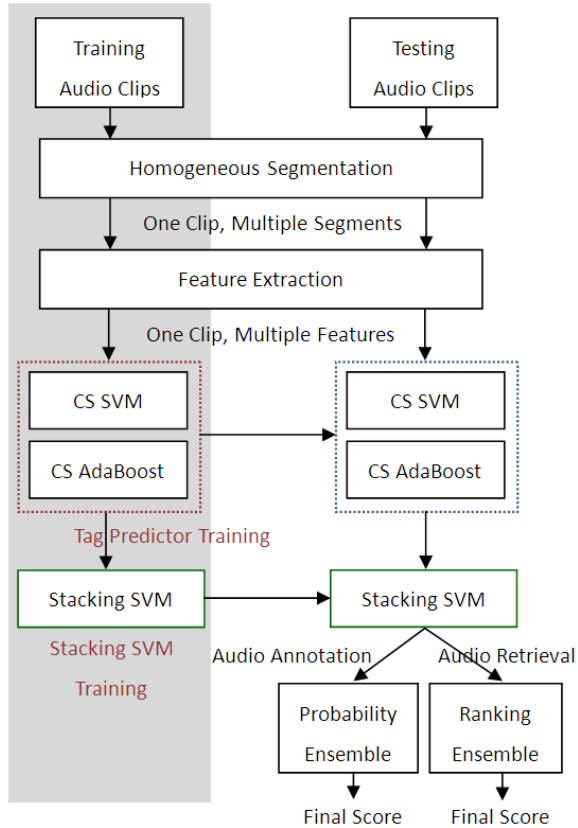 Training
Audio Clips
Testing
Audio Clips
Homogeneous Segmentation
One Clip, Multiple Segments
Feature Extraction
One Clip, Multiple Features
CS SVM
CS AdaBoost
CS SVM
CS AdaBoost
Tag Predictor Training
Stacking SVM
Stacking SVM
Stacking SVM
Training
Audio Annotation
Audio Retrieval
Probability
Ensemble
Ranking
Ensemble
Final Score
Final Score